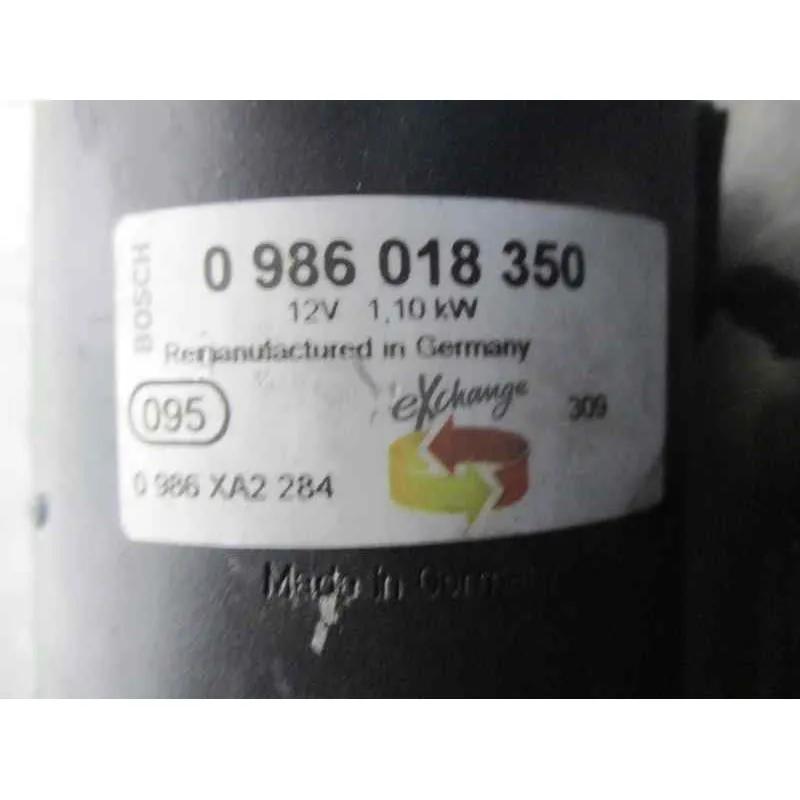 BOSCH
0 986 018 350
12V 1,10 kW
Remanufactured in Germany
095
eXchange
309
0 986 XA2 284
Made in Germany